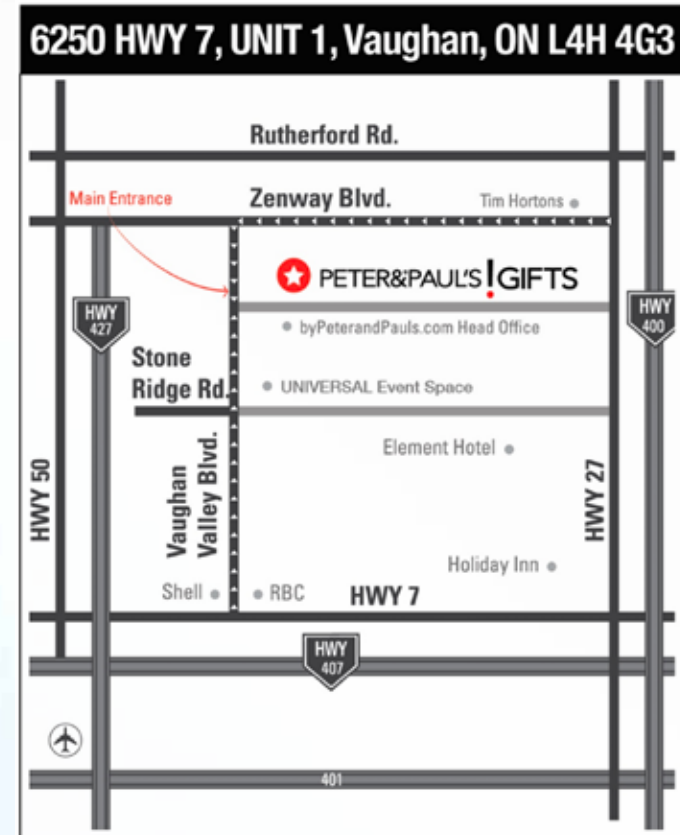 6250 HWY 7, UNIT 1, Vaughan, ON L4H 4G3
Rutherford Rd.
Main Entrance
Zenway Blvd.
Tim Hortons
PETER&PAUL'S!GIFTS
HWY
427
HWY
400
byPeterandPauls.com Head Office
Stone
Ridge Rd.
UNIVERSAL Event Space
Element Hotel
HWY 50
Vaughan
Valley Blvd.
HWY 27
Holiday Inn
Shell
RBC
HWY 7
HWY
407
401